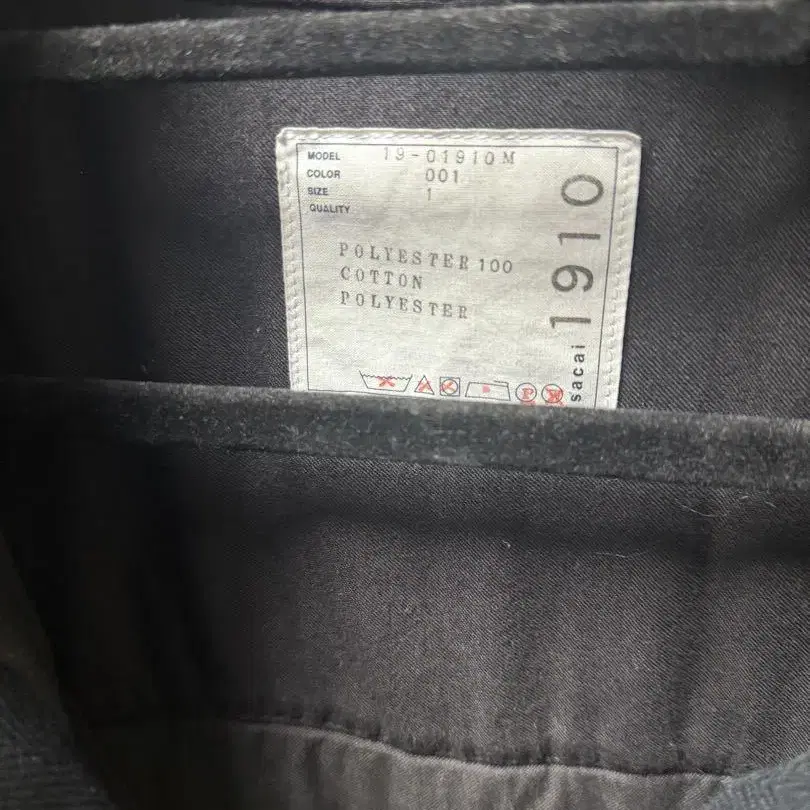 MODEL 19-01910M
COLOR 001
SIZE 1
QUALITY
POLYESTER 100
COTTON
POLYESTER
sacai 1910